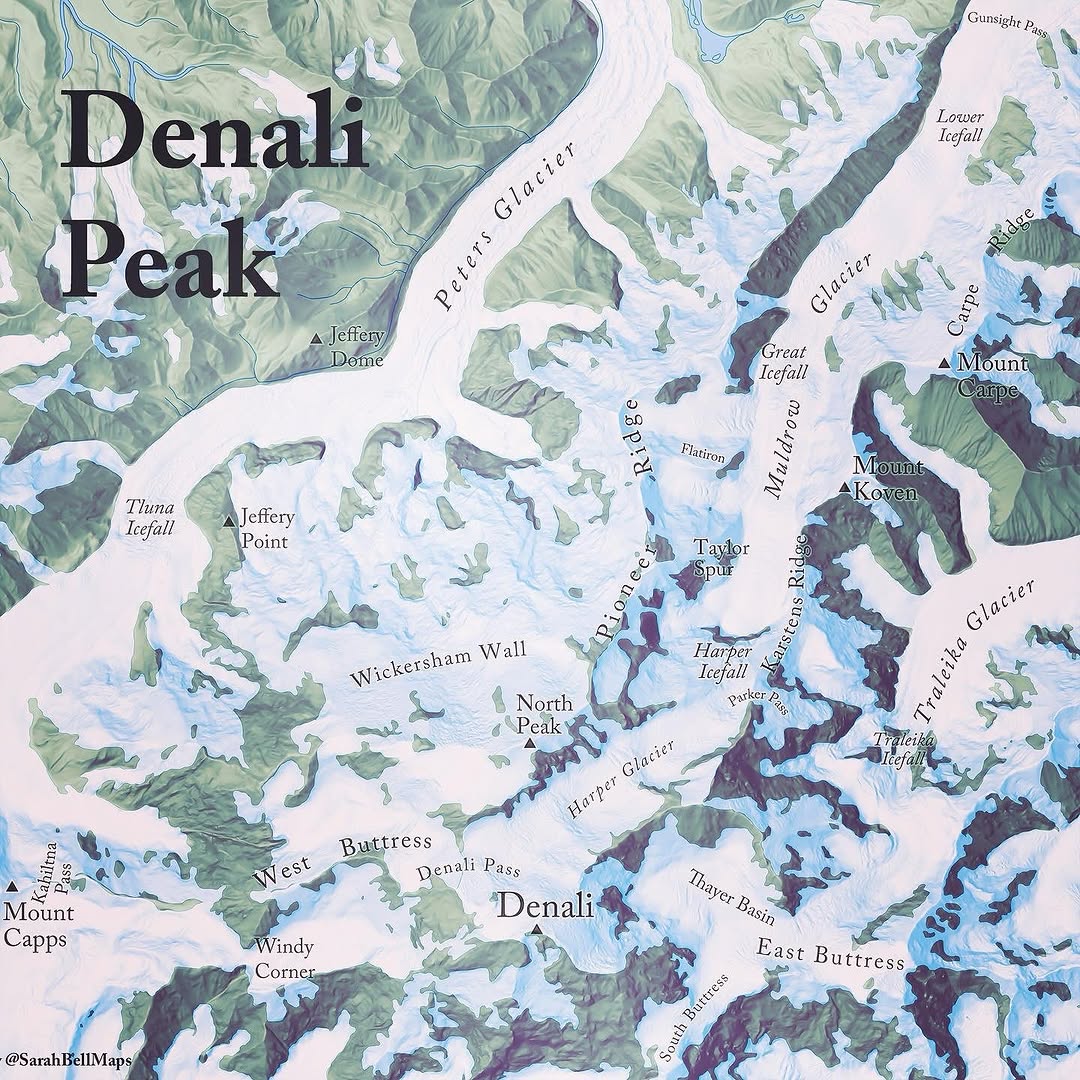 Gunsight Pass
Denali
Peak
Lower
Icefall
Peters Glacier
Carpe Ridge
Muldrow Glacier
Jeffery
Dome
Great
Icefall
Mount
Carpe
Pioneer Ridge
Flatiron
Mount
Koven
Tluna
Icefall
Jeffery
Point
Taylor
Spur
Karstens Ridge
Traleika Glacier
Wickersham Wall
Harper
Icefall
Parker Pass
North
Peak
Traleika
Icefall
Harper Glacier
West Buttress
Denali Pass
Kahiltna
Pass
Thayer Basin
Denali
Mount
Capps
Windy
Corner
East Buttress
South Buttress
@SarahBellMaps